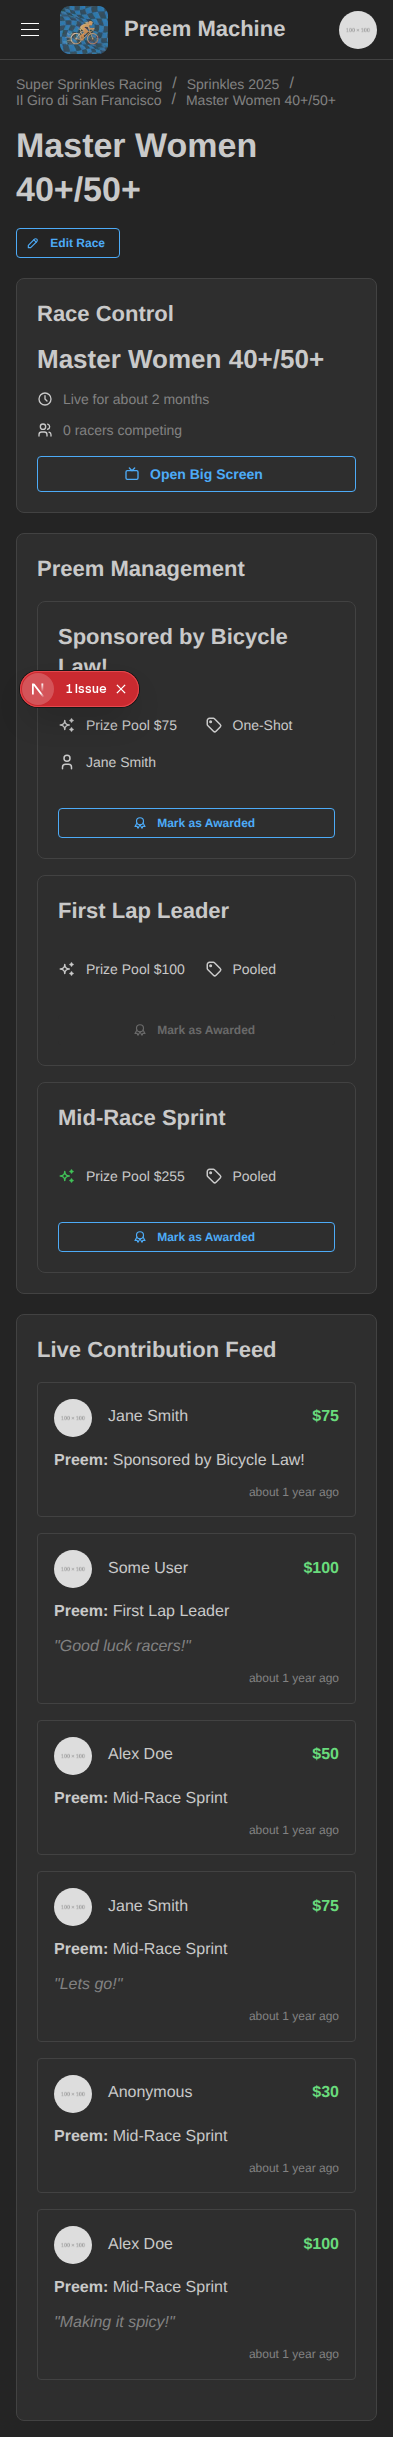 Preem Machine
100 × 100
Super Sprinkles Racing / Sprinkles 2025 /
Il Giro di San Francisco / Master Women 40+/50+
Master Women
40+/50+
Edit Race
Race Control
Master Women 40+/50+
Live for about 2 months
0 racers competing
Open Big Screen
Preem Management
Sponsored by Bicycle
Law!
1 Issue
Prize Pool $75 One-Shot
Jane Smith
Mark as Awarded
First Lap Leader
Prize Pool $100 Pooled
Mark as Awarded
Mid-Race Sprint
Prize Pool $255 Pooled
Mark as Awarded
Live Contribution Feed
100 × 100 Jane Smith $75
Preem: Sponsored by Bicycle Law!
about 1 year ago
100 × 100 Some User $100
Preem: First Lap Leader
"Good luck racers!"
about 1 year ago
100 × 100 Alex Doe $50
Preem: Mid-Race Sprint
about 1 year ago
100 × 100 Jane Smith $75
Preem: Mid-Race Sprint
"Lets go!"
about 1 year ago
100 × 100 Anonymous $30
Preem: Mid-Race Sprint
about 1 year ago
100 × 100 Alex Doe $100
Preem: Mid-Race Sprint
"Making it spicy!"
about 1 year ago